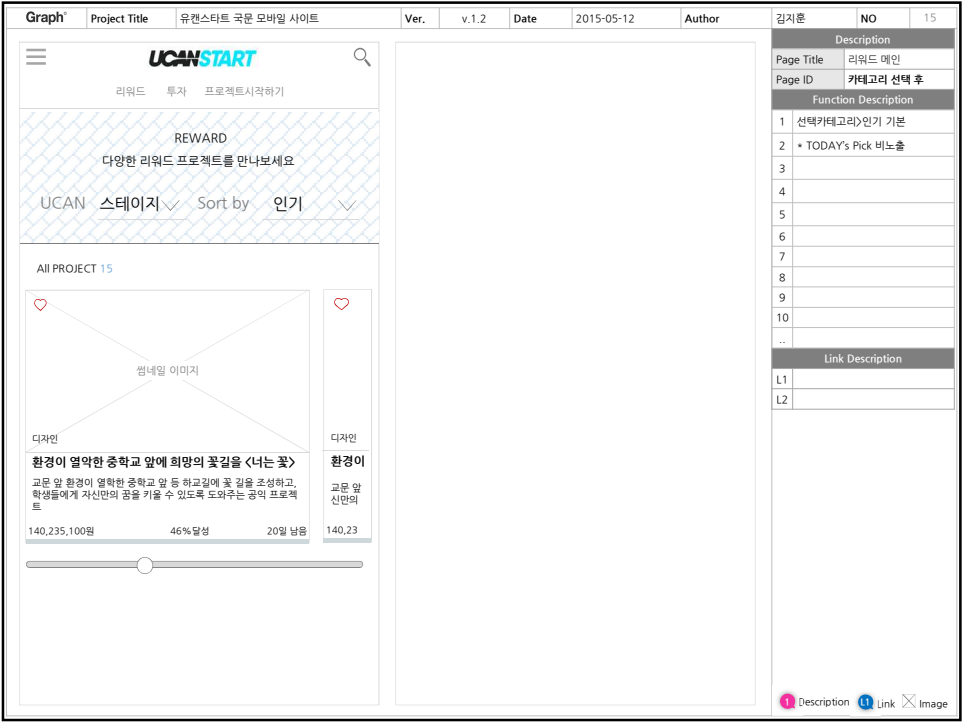 Graph Project Title 유캔스타트 국문 모바일 사이트 Ver. v.1.2 Date 2015-05-12 Author 김지훈 NO 15
UCANSTART
리워드 투자 프로젝트시작하기
REWARD
다양한 리워드 프로젝트를 만나보세요
UCAN 스테이지 Sort by 인기
All PROJECT 15
썸네일 이미지
디자인
환경이 열악한 중학교 앞에 희망의 꽃길을 <너는 꽃>
교문 앞 환경이 열학한 중학교 앞 등 하교길에 꽃 길을 조성하고,
학생들에게 자신만의 꿈을 키울 수 있도록 도와주는 공익 프로젝
트
140,235,100원 46%달성 20일 남음
디자인
환경이
교문 앞
신만의
140,23
Description
Page Title 리워드 메인
Page ID 카테고리 선택 후
Function Description
1 선택카테고리>인기 기본
2 * TODAY's Pick 비노출
3
4
5
6
7
8
9
10
..
Link Description
L1
L2
1 Description L1 Link Image